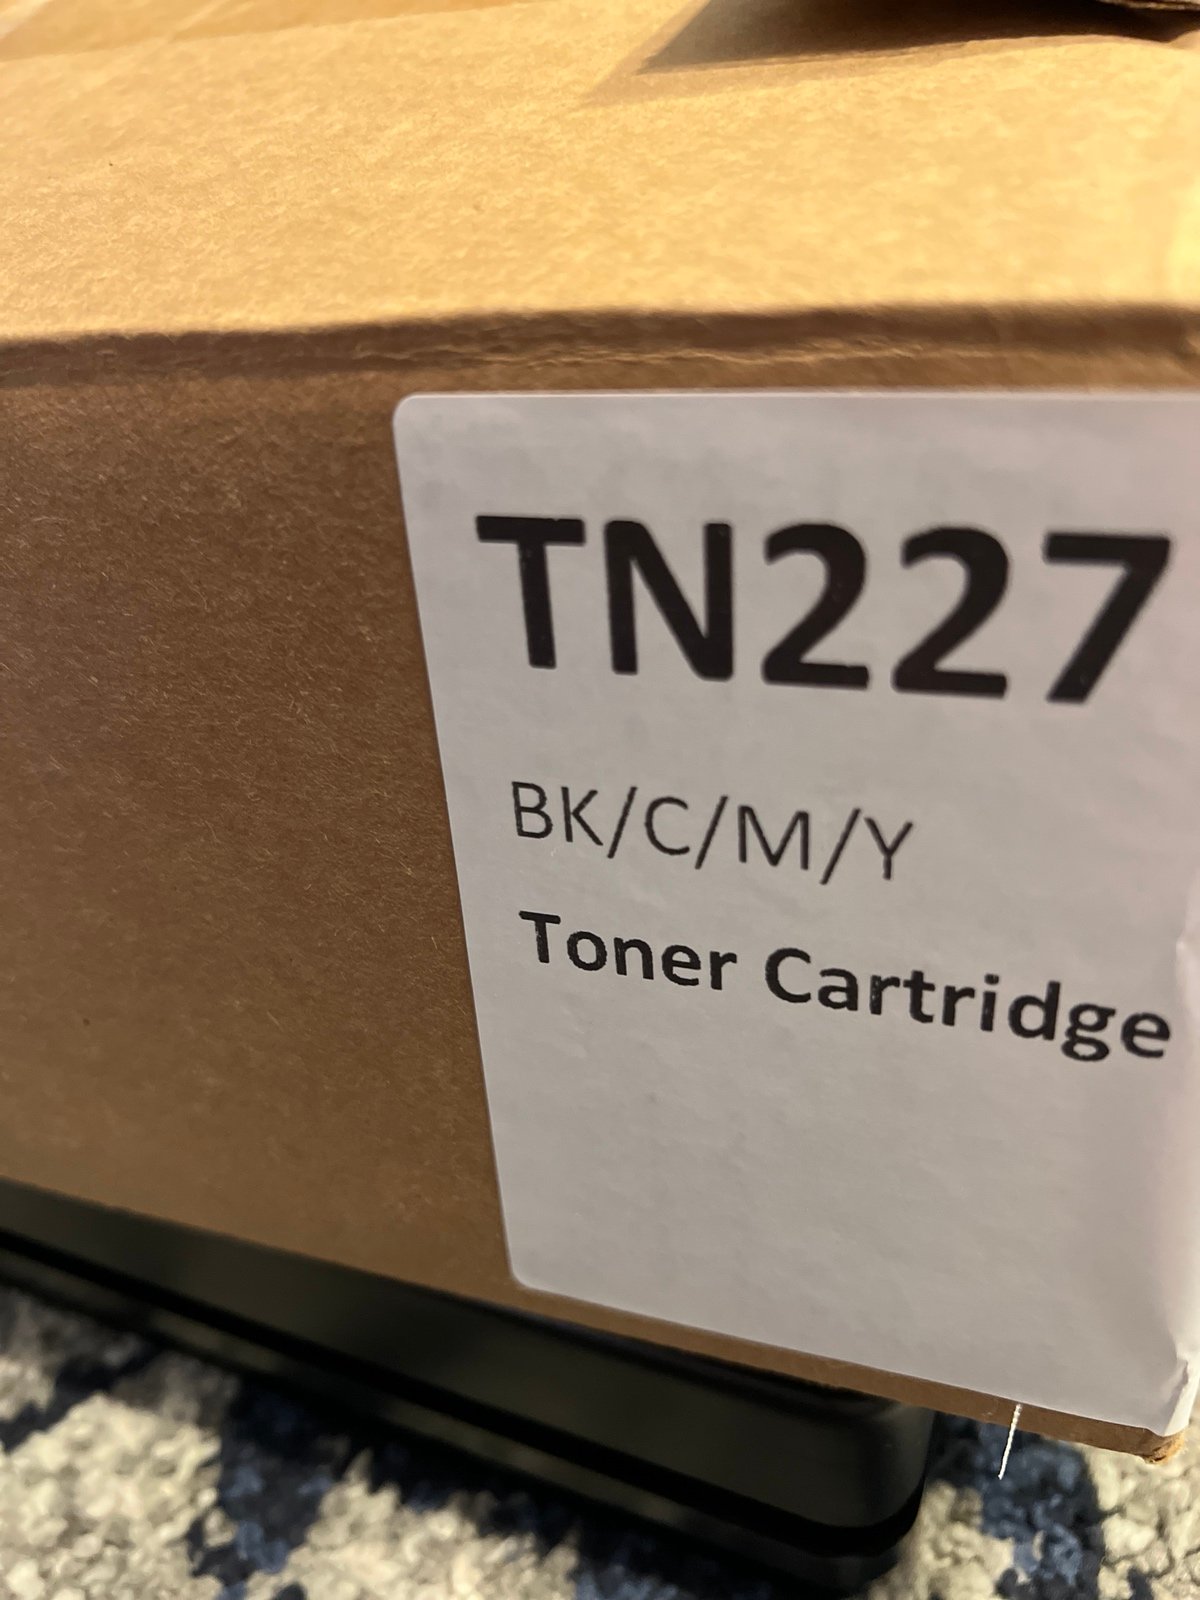 TN227
BK/C/M/Y
Toner Cartridge